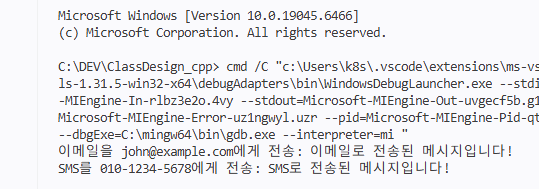 Microsoft Windows [Version 10.0.19045.6466]
(c) Microsoft Corporation. All rights reserved.
C:\DEV\ClassDesign_cpp> cmd /C "c:\Users\k8s\.vscode\extensions\ms-vs
ls-1.31.5-win32-x64\debugAdapters\bin\WindowsDebugLauncher.exe --stdi
-MIEngine-In-rlbz3e2o.4vy --stdout=Microsoft-MIEngine-Out-uvgecf5b.g1
Microsoft-MIEngine-Error-uz1ngwyl.uzr --pid=Microsoft-MIEngine-Pid-qt
--dbgExe=C:\mingw64\bin\gdb.exe --interpreter=mi "
이메일을 john@example.com에게 전송: 이메일로 전송된 메시지입니다!
SMS를 010-1234-5678에게 전송: SMS로 전송된 메시지입니다!